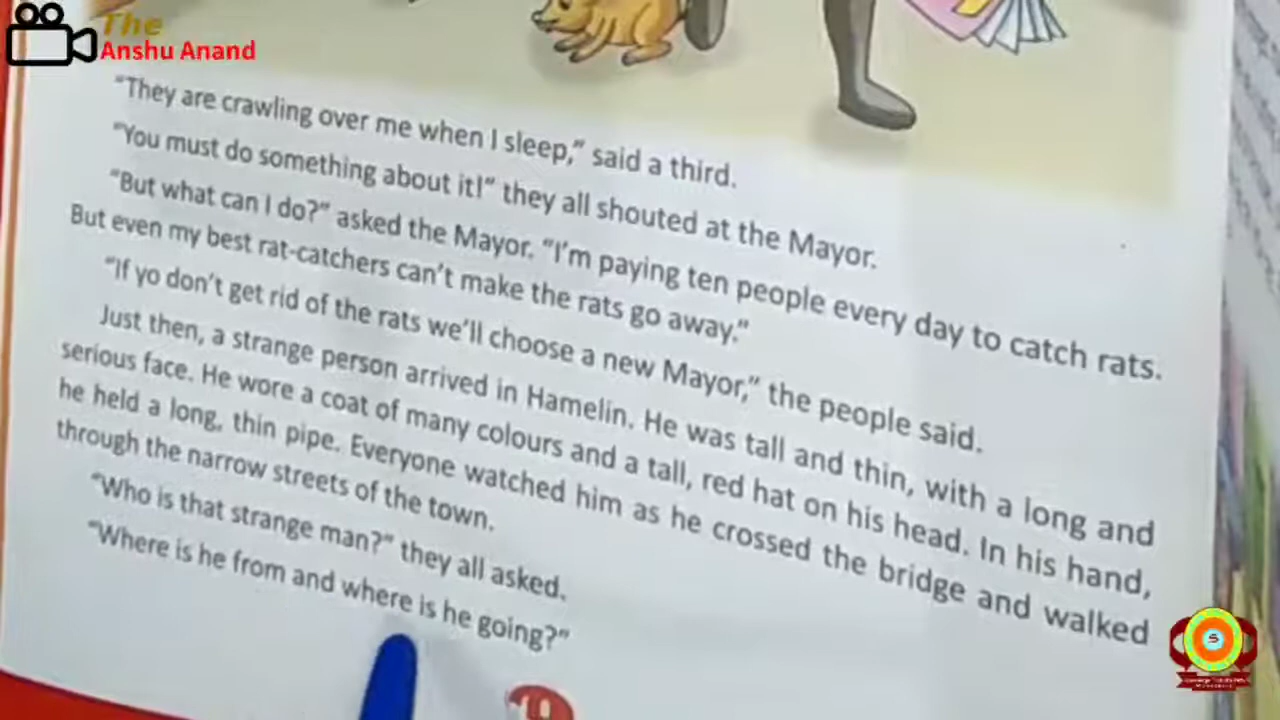 The
Anshu Anand
"They are crawling over me when I sleep," said a third.
"You must do something about it!" they all shouted at the Mayor.
"But what can I do?" asked the Mayor. "I'm paying ten people every day to catch rats.
But even my best rat-catchers can't make the rats go away."
"If yo don't get rid of the rats we'll choose a new Mayor," the people said.
Just then, a strange person arrived in Hamelin. He was tall and thin, with a long and
serious face. He wore a coat of many colours and a tall, red hat on his head. In his hand,
he held a long, thin pipe. Everyone watched him as he crossed the bridge and walked
through the narrow streets of the town.
"Who is that strange man?" they all asked.
"Where is he from and where is he going?"
S